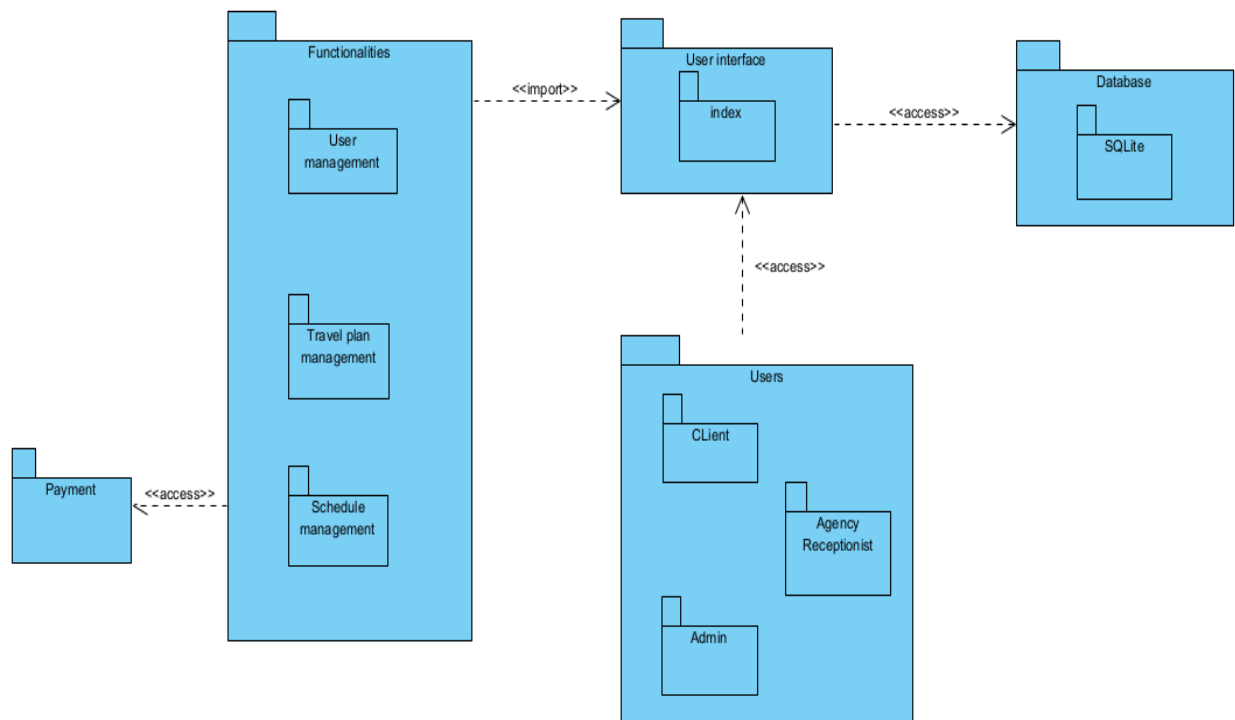 Functionalities
User
management
Travel plan
management
Schedule
management
<<import>>
User interface
index
<<access>>
Database
SQLite
<<access>>
Users
CLient
Agency
Receptionist
Admin
Payment
<<access>>